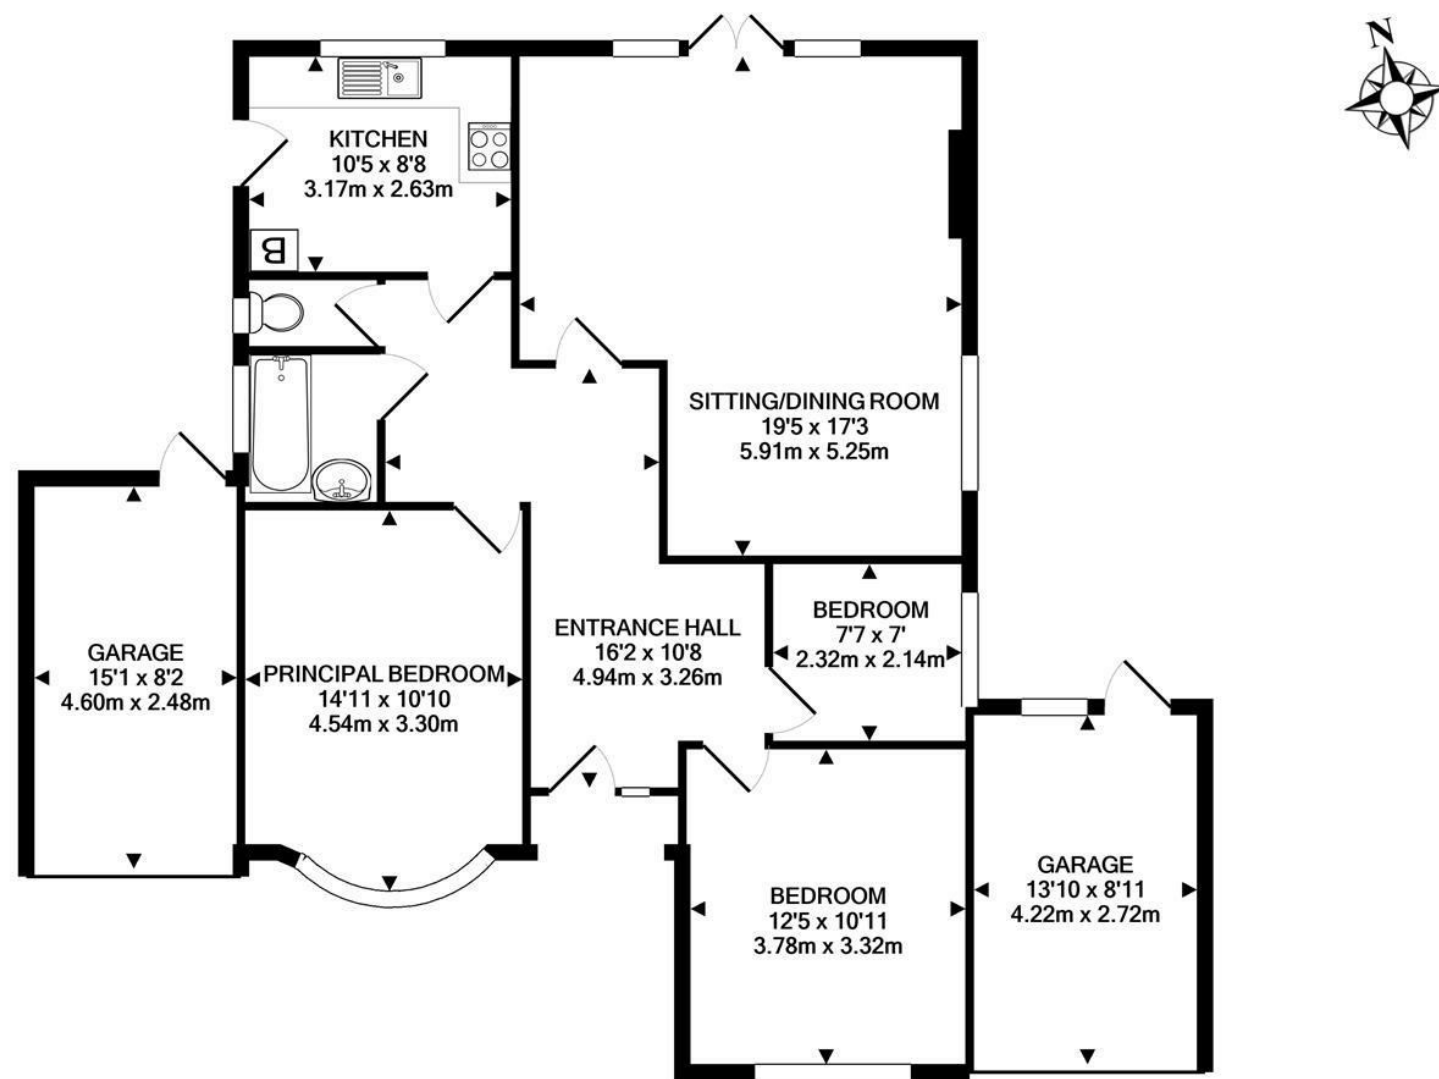 N
KITCHEN
10'5 x 8'8
3.17m x 2.63m
B
SITTING/DINING ROOM
19'5 x 17'3
5.91m x 5.25m
GARAGE
15'1 x 8'2
4.60m x 2.48m
PRINCIPAL BEDROOM
14'11 x 10'10
4.54m x 3.30m
ENTRANCE HALL
16'2 x 10'8
4.94m x 3.26m
BEDROOM
7'7 x 7'
2.32m x 2.14m
BEDROOM
12'5 x 10'11
3.78m x 3.32m
GARAGE
13'10 x 8'11
4.22m x 2.72m